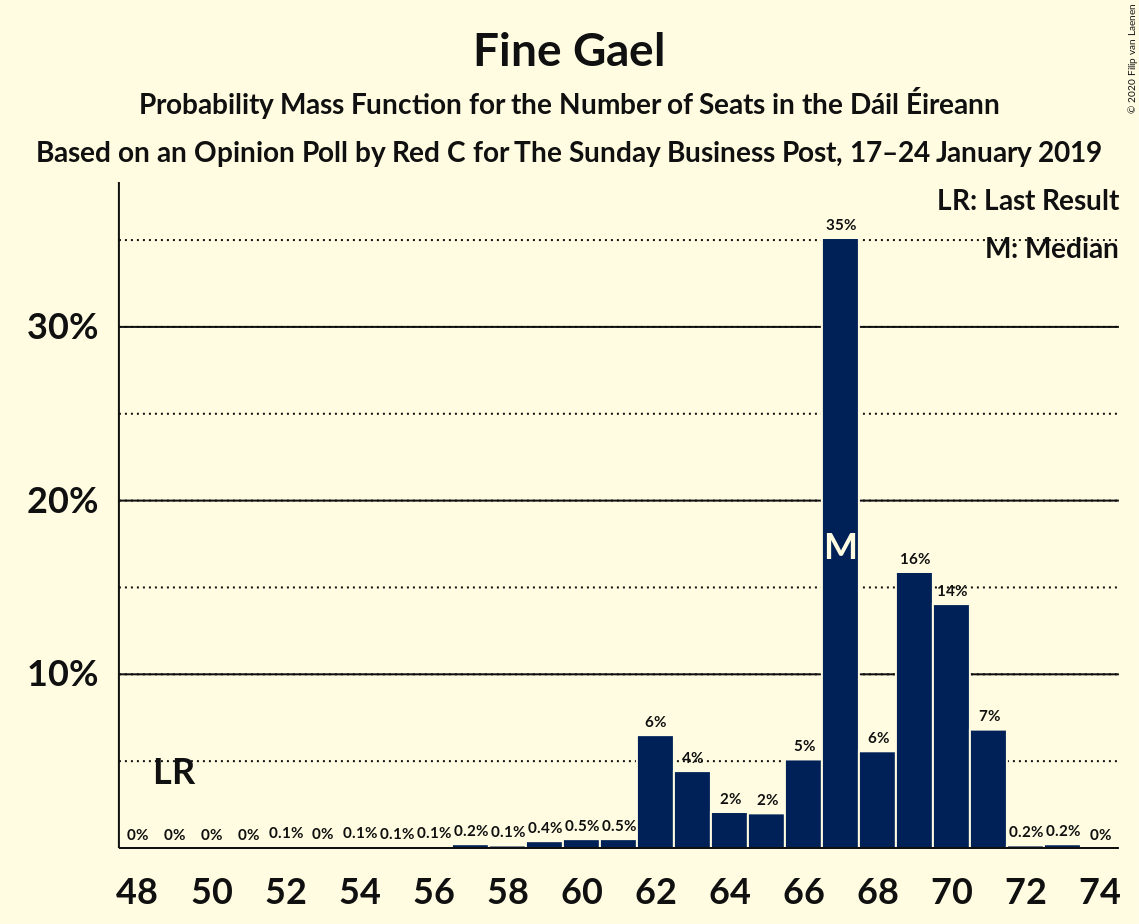 © 2020 Filip van Laenen
Fine Gael
Probability Mass Function for the Number of Seats in the Dáil Éireann
Based on an Opinion Poll by Red C for The Sunday Business Post, 17–24 January 2019
LR: Last Result
M: Median
35%
30%
20%
M
16%
14%
10%
6% 4% 2% 2% 5% 6% 7%
LR
0% 0% 0% 0% 0.1% 0% 0.1% 0.1% 0.1% 0.2% 0.1% 0.4% 0.5% 0.5% 0.2% 0.2% 0%
48 50 52 54 56 58 60 62 64 66 68 70 72 74